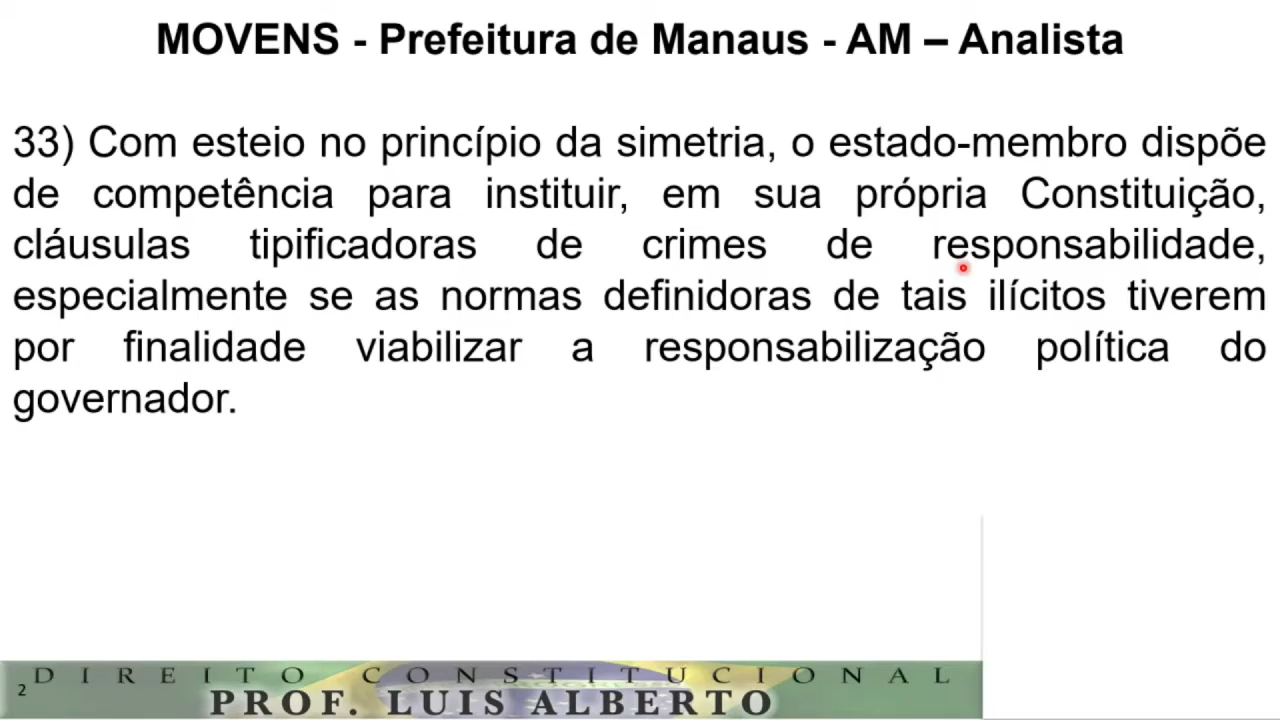 MOVENS - Prefeitura de Manaus - AM – Analista
33) Com esteio no princípio da simetria, o estado-membro dispõe
de competência para instituir, em sua própria Constituição,
cláusulas tipificadoras de crimes de responsabilidade,
especialmente se as normas definidoras de tais ilícitos tiverem
por finalidade viabilizar a responsabilização política do
governador.
DIREITO CONSTITUCIONAL
2
PROF. LUIS ALBERTO